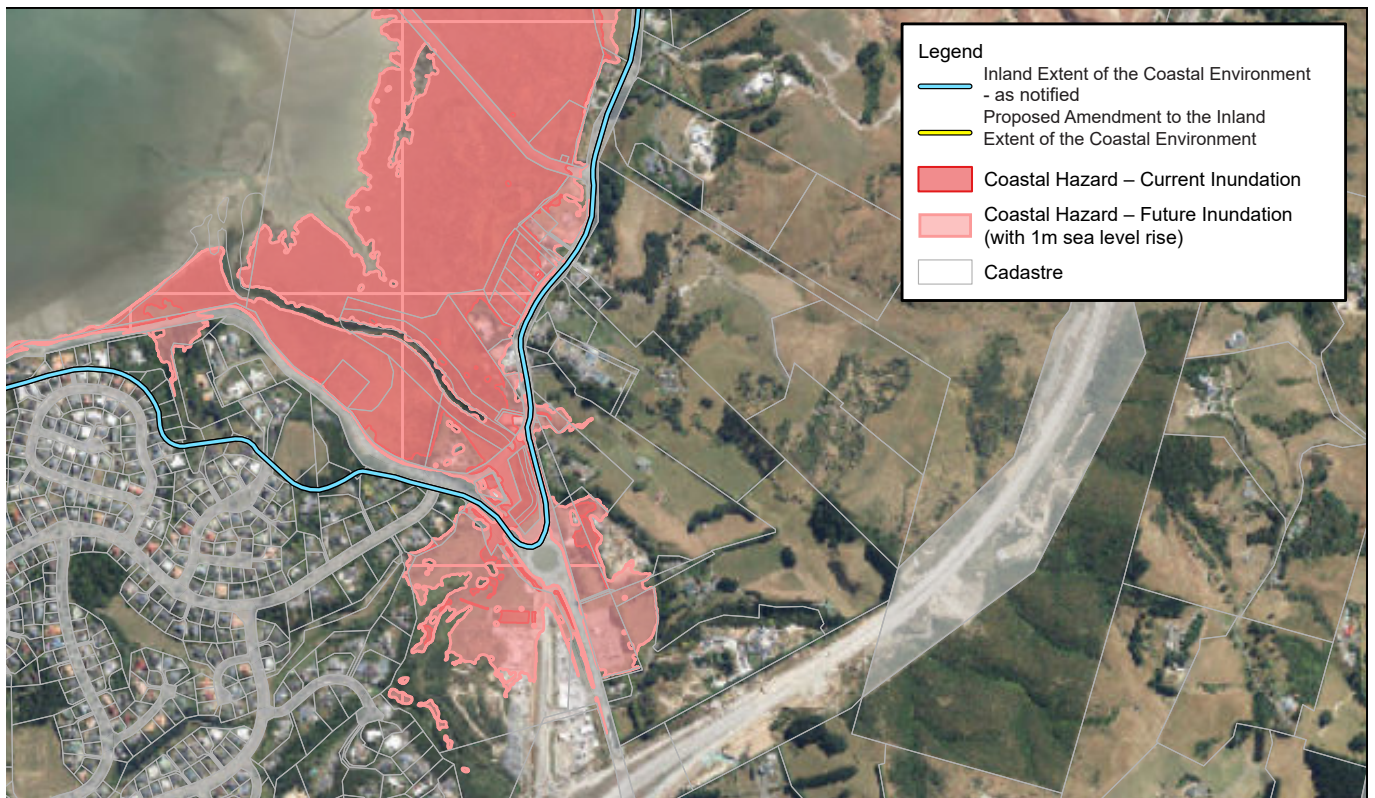 Legend
Inland Extent of the Coastal Environment
- as notified
Proposed Amendment to the Inland
Extent of the Coastal Environment
Coastal Hazard – Current Inundation
Coastal Hazard – Future Inundation
(with 1m sea level rise)
Cadastre